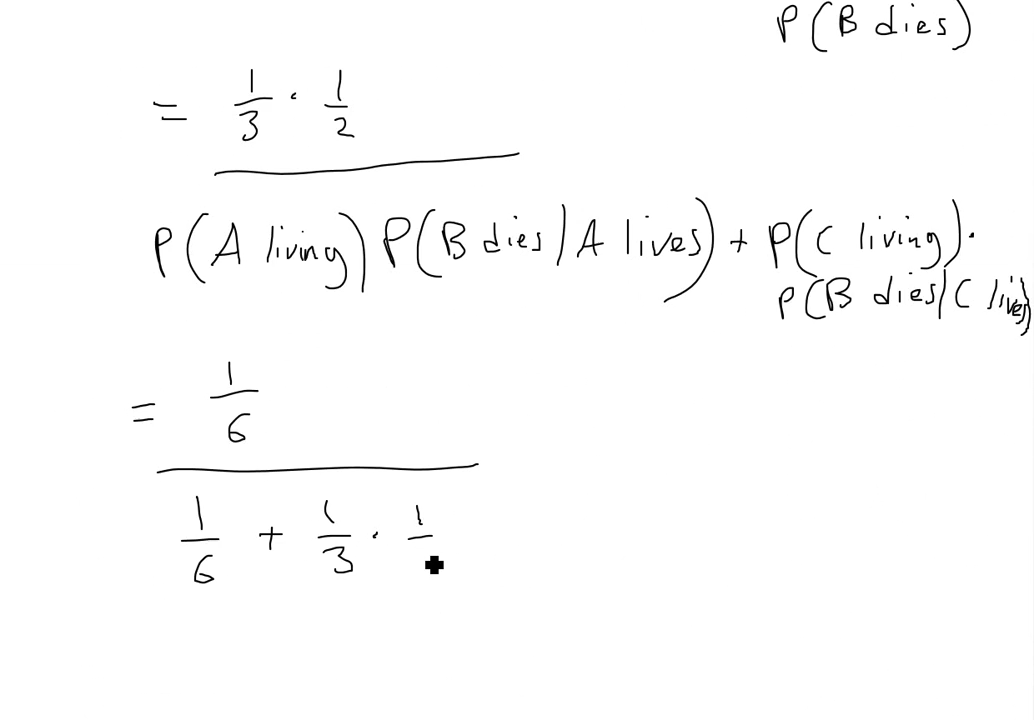 P(B dies)
= 1/3 · 1/2
P(A living) P(B dies | A lives) + P(C living) ·
P(B dies | C lives)
= 1/6
1/6 + 1/3 · 1/